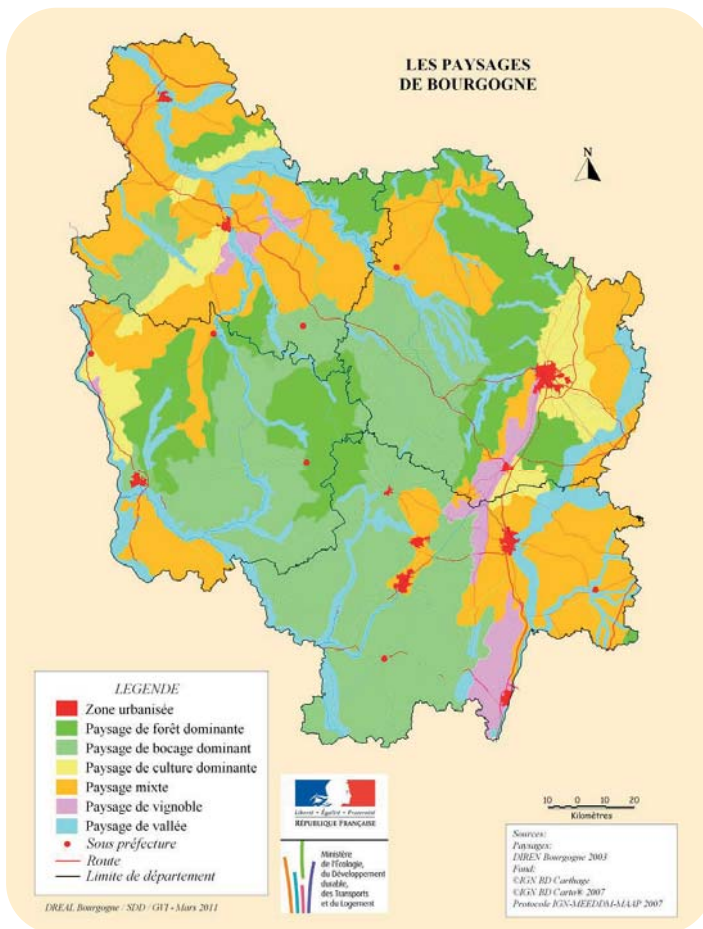 LES PAYSAGES
DE BOURGOGNE
N
LEGENDE
Zone urbanisée
Paysage de forêt dominante
Paysage de bocage dominant
Paysage de culture dominante
Paysage mixte
Paysage de vignoble
Paysage de vallée
Sous préfecture
Route
Limite de département
DREAL Bourgogne / SDD / GVI - Mars 2011
Liberté • Égalité • Fraternité
RÉPUBLIQUE FRANÇAISE
Ministère
de l'Écologie,
du Développement
durable,
des Transports
et du Logement
10 0 10 20
Kilomètres
Sources:
Paysages:
DIREN Bourgogne 2003
Fond:
©IGN BD Carthage
©IGN BD Carto® 2007
Protocole IGN-MEEDDM-MAAP 2007